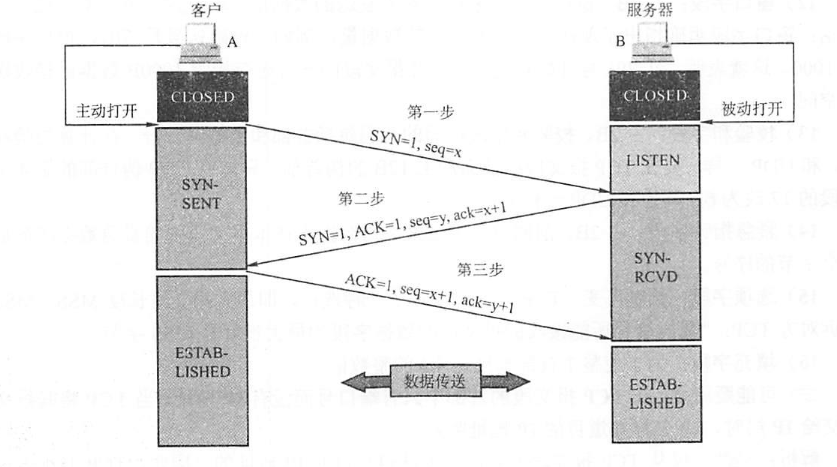 客户
服务器
A
B
CLOSED
CLOSED
主动打开
第一步
被动打开
SYN=1, seq=x
LISTEN
SYN-
SENT
第二步
SYN=1, ACK=1, seq=y, ack=x+1
第三步
SYN-
RCVD
ACK=1, seq=x+1, ack=y+1
ESTAB-
LISHED
数据传送
ESTAB-
LISHED